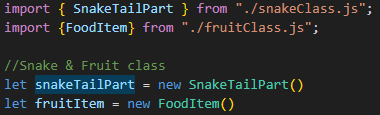 import { SnakeTailPart } from "./snakeClass.js";
import {FoodItem} from "./fruitClass.js";
//Snake & Fruit class
let snakeTailPart = new SnakeTailPart()
let fruitItem = new FoodItem()